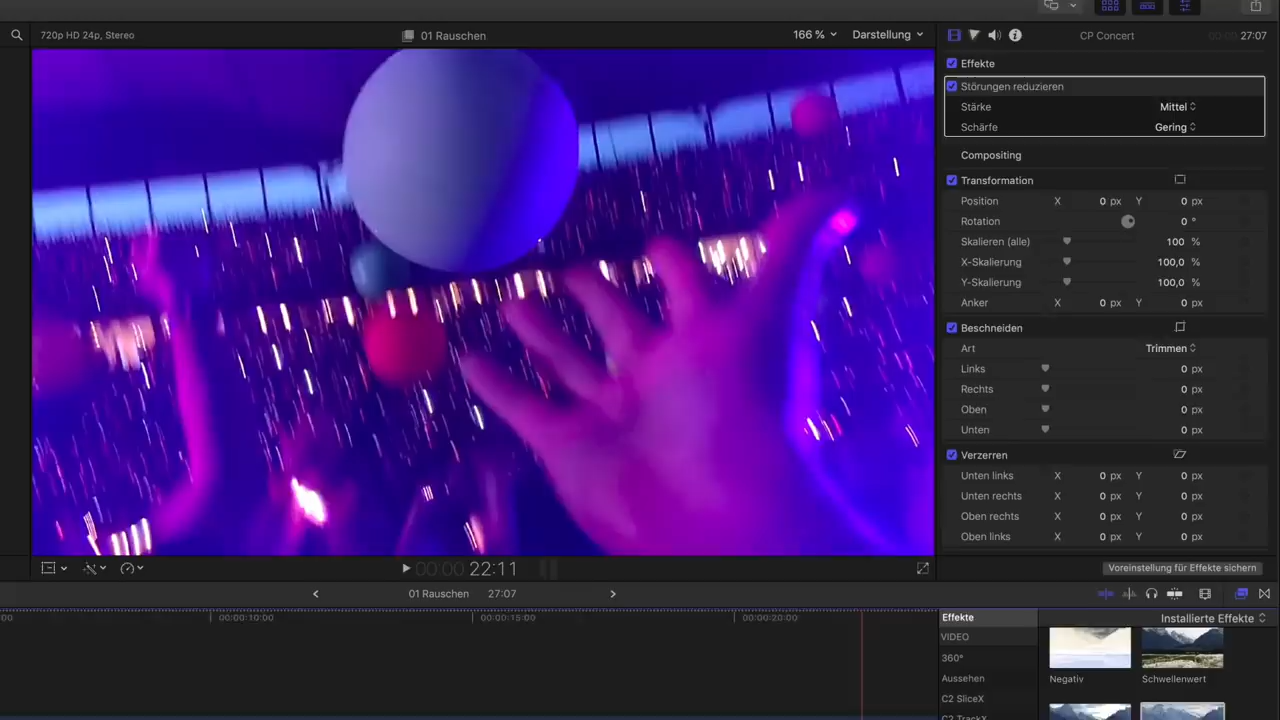 720p HD 24p, Stereo
01 Rauschen
166 %
Darstellung
CP Concert
00:00 27:07
Effekte
Störungen reduzieren
Stärke Mittel
Schärfe Gering
Compositing
Transformation
Position X 0 px Y 0 px
Rotation 0 °
Skalieren (alle) 100 %
X-Skalierung 100,0 %
Y-Skalierung 100,0 %
Anker X 0 px Y 0 px
Beschneiden
Art Trimmen
Links 0 px
Rechts 0 px
Oben 0 px
Unten 0 px
Verzerren
Unten links X 0 px Y 0 px
Unten rechts X 0 px Y 0 px
Oben rechts X 0 px Y 0 px
Oben links X 0 px Y 0 px
00:00 22:11
Voreinstellung für Effekte sichern
01 Rauschen 27:07
00:00:10:00
00:00:15:00
00:00:20:00
Effekte
Installierte Effekte
VIDEO
360°
Aussehen
C2 SliceX
C2 TrackX
Negativ
Schwellenwert